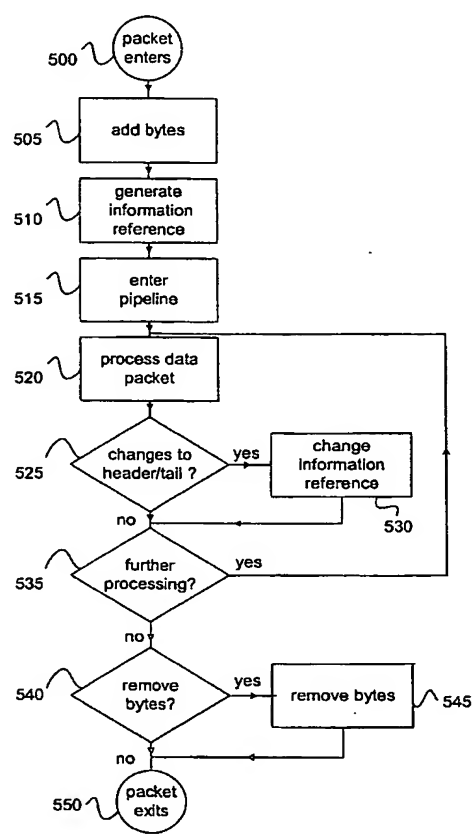 packet
enters
500
add bytes
505
generate
information
reference
510
enter
pipeline
515
process data
packet
520
changes to
header/tail ?
yes
change
information
reference
525
no
530
further
processing?
yes
535
no
remove
bytes?
yes
remove bytes
540
545
no
packet
exits
550